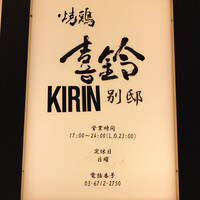 焼鶏
喜鈴
KIRIN 別邸
営業時間
17:00～24:00(L.O.23:00)
定休日
日曜
電話番号
03-6712-2750